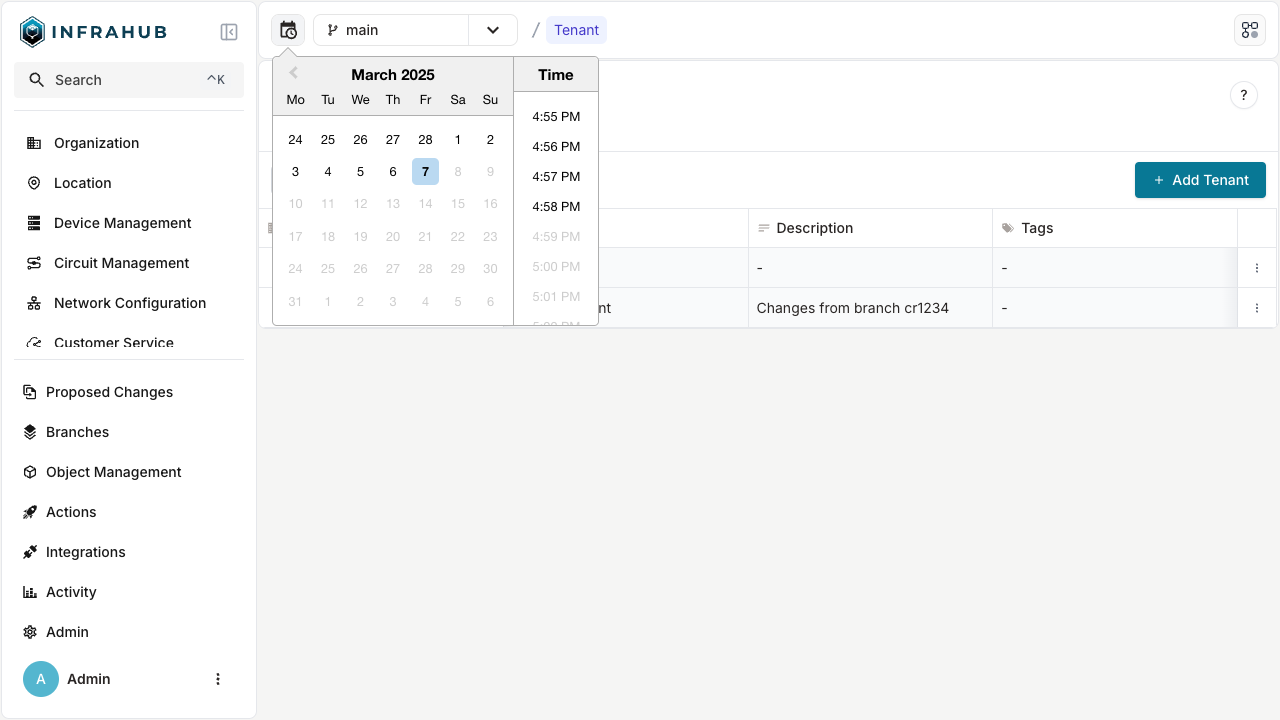 INFRAHUB
Search ^K
Organization
Location
Device Management
Circuit Management
Network Configuration
Customer Service
Proposed Changes
Branches
Object Management
Actions
Integrations
Activity
Admin
A Admin
main / Tenant
March 2025
Mo Tu We Th Fr Sa Su
24 25 26 27 28 1 2
3 4 5 6 7 8 9
10 11 12 13 14 15 16
17 18 19 20 21 22 23
24 25 26 27 28 29 30
31 1 2 3 4 5 6
Time
4:55 PM
4:56 PM
4:57 PM
4:58 PM
4:59 PM
5:00 PM
5:01 PM
5:02 PM
?
+ Add Tenant
Description Tags
- -
nt Changes from branch cr1234 -